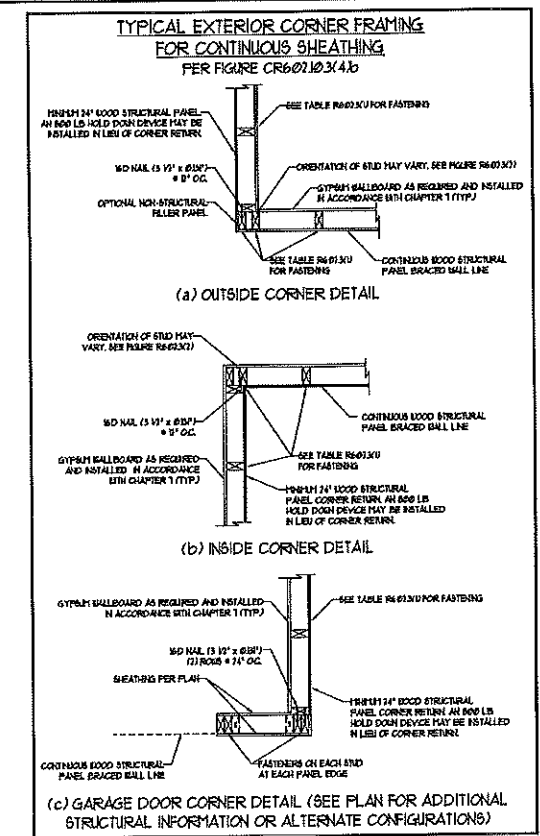 TYPICAL EXTERIOR CORNER FRAMING
FOR CONTINUOUS SHEATHING
PER FIGURE CR602.10.3(4)b
MINIMUM 24" WOOD STRUCTURAL PANEL
AN 800 LB HOLD DOWN DEVICE MAY BE
INSTALLED IN LIEU OF CORNER RETURN.
SEE TABLE R602.3(1) FOR FASTENING
16D NAIL (3 1/2" x 0.131")
@ 12" O.C.
ORIENTATION OF STUD MAY VARY. SEE FIGURE R602.3(2)
GYPSUM WALLBOARD AS REQUIRED AND INSTALLED
IN ACCORDANCE WITH CHAPTER 7 (TYP.)
OPTIONAL NON-STRUCTURAL
FILLER PANEL
SEE TABLE R602.3(1)
FOR FASTENING
CONTINUOUS WOOD STRUCTURAL
PANEL BRACED WALL LINE
(a) OUTSIDE CORNER DETAIL
ORIENTATION OF STUD MAY
VARY. SEE FIGURE R602.3(2)
16D NAIL (3 1/2" x 0.131")
@ 12" O.C.
CONTINUOUS WOOD STRUCTURAL
PANEL BRACED WALL LINE
GYPSUM WALLBOARD AS REQUIRED
AND INSTALLED IN ACCORDANCE
WITH CHAPTER 7 (TYP.)
SEE TABLE R602.3(1)
FOR FASTENING
MINIMUM 24" WOOD STRUCTURAL
PANEL CORNER RETURN. AN 800 LB
HOLD DOWN DEVICE MAY BE INSTALLED
IN LIEU OF CORNER RETURN.
(b) INSIDE CORNER DETAIL
GYPSUM WALLBOARD AS REQUIRED AND INSTALLED
IN ACCORDANCE WITH CHAPTER 7 (TYP.)
SEE TABLE R602.3(1) FOR FASTENING
16D NAIL (3 1/2" x 0.131")
(2) ROWS @ 24" O.C.
SHEATHING PER PLAN
MINIMUM 24" WOOD STRUCTURAL
PANEL CORNER RETURN. AN 800 LB
HOLD DOWN DEVICE MAY BE INSTALLED
IN LIEU OF CORNER RETURN.
CONTINUOUS WOOD STRUCTURAL
PANEL BRACED WALL LINE
FASTENERS ON EACH STUD
AT EACH PANEL EDGE
(c) GARAGE DOOR CORNER DETAIL (SEE PLAN FOR ADDITIONAL
STRUCTURAL INFORMATION OR ALTERNATE CONFIGURATIONS)